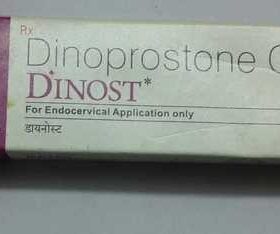 Rx
Dinoprostone
DINOST*
For Endocervical Application only
डायनोस्ट